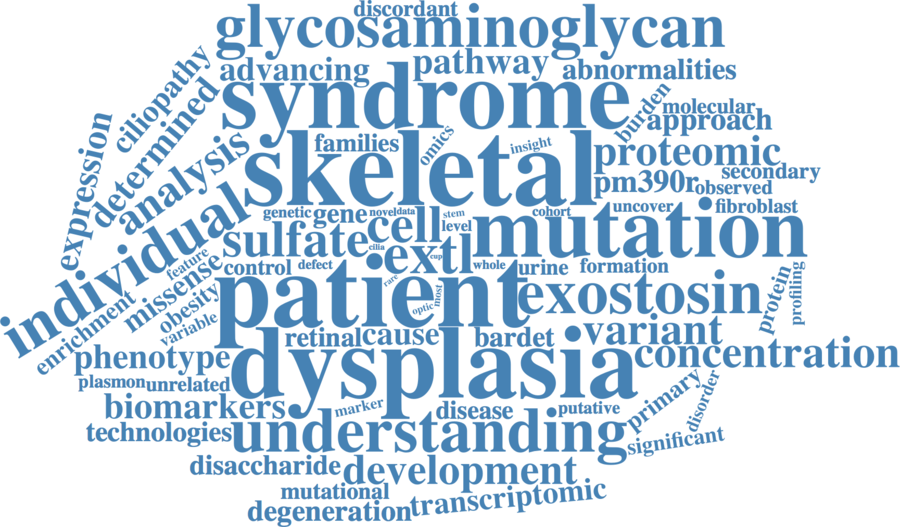 discordant
glycosaminoglycan
advancing
pathway
abnormalities
ciliopathy
syndrome
burden
molecular
approach
determined
families
omics
insight
expression
analysis
skeletal
proteomic
secondary
pm390r
observed
individual
genetic
gene
novel
data
cell
stem
level
cohort
mutation
uncover
fibroblast
sulfate
cilia
extl
cup
whole
urine
formation
feature
missense
control
defect
rare
patient
most
optic
exostosin
protein
profiling
enrichment
obesity
variable
retinal
cause
bardet
variant
phenotype
dysplasia
concentration
plasmon
unrelated
biomarkers
marker
disease
putative
primary
disorder
technologies
understanding
significant
disaccharide
development
mutational
transcriptomic
degeneration